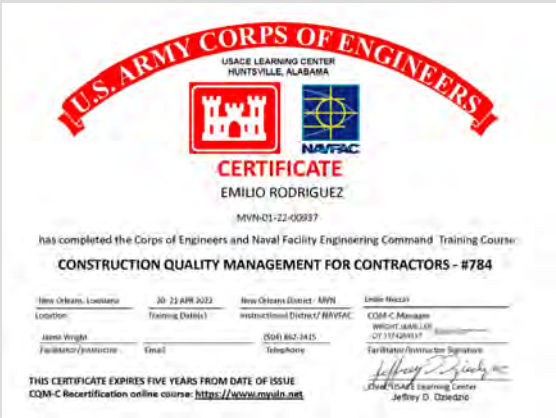 U.S. ARMY CORPS OF ENGINEERS
USACE LEARNING CENTER
HUNTSVILLE, ALABAMA
NAVFAC
CERTIFICATE
EMILIO RODRIGUEZ
MVN-01-22-00937
has completed the Corps of Engineers and Naval Facility Engineering Command Training Course
CONSTRUCTION QUALITY MANAGEMENT FOR CONTRACTORS - #784
New Orleans, Louisiana 20-21 APR 2022 New Orleans District - MVN
Location Training Date(s) Instructional District/ NAVFAC CQM-C Manager
Jamie Wright (504) 862-2415
Facilitator/Instructor Email Telephone Facilitator/Instructor Signature
THIS CERTIFICATE EXPIRES FIVE YEARS FROM DATE OF ISSUE
CQM-C Recertification online course: https://www.myuln.net
Chief, USACE Learning Center
Jeffrey D. Dziedzic